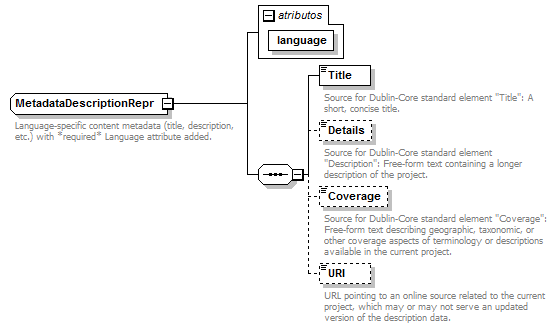 atributos
language
MetadataDescriptionRepr
Language-specific content metadata (title, description,
etc.) with *required* Language attribute added.
Title
Source for Dublin-Core standard element "Title": A
short, concise title.
Details
Source for Dublin-Core standard element
"Description": Free-form text containing a longer
description of the project.
Coverage
Source for Dublin-Core standard element "Coverage":
Free-form text describing geographic, taxonomic, or
other coverage aspects of terminology or descriptions
available in the current project.
URI
URL pointing to an online source related to the current
project, which may or may not serve an updated
version of the description data.